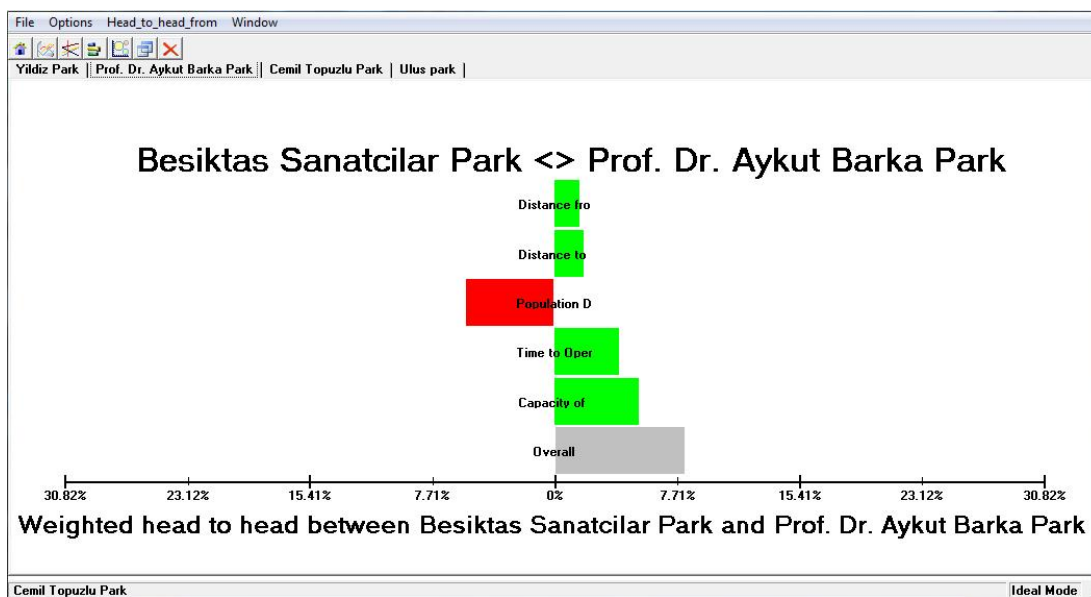 File Options Head_to_head_from Window
Yildiz Park | Prof. Dr. Aykut Barka Park | Cemil Topuzlu Park | Ulus park |
Besiktas Sanatcilar Park <> Prof. Dr. Aykut Barka Park
Distance fro
Distance to
Population D
Time to Oper
Capacity of
Overall
30.82% 23.12% 15.41% 7.71% 0% 7.71% 15.41% 23.12% 30.82%
Weighted head to head between Besiktas Sanatcilar Park and Prof. Dr. Aykut Barka Park
Cemil Topuzlu Park Ideal Mode